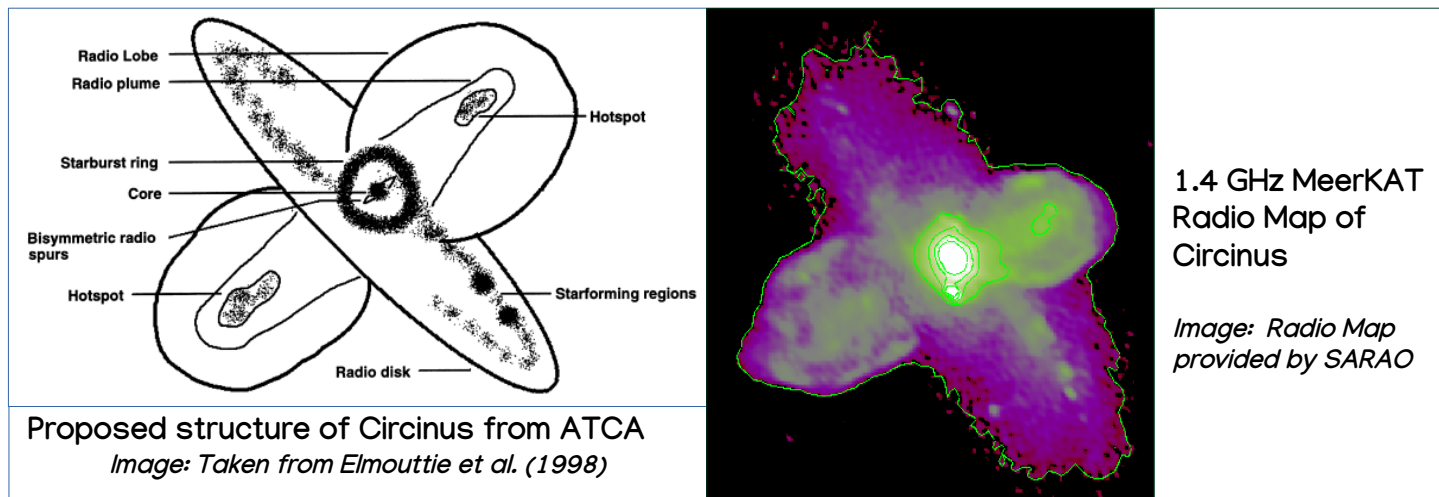 Radio Lobe
Radio plume
Hotspot
Starburst ring
Core
Bisymmetric radio
spurs
Hotspot
Starforming regions
Radio disk
Proposed structure of Circinus from ATCA
Image: Taken from Elmouttie et al. (1998)
1.4 GHz MeerKAT
Radio Map of
Circinus
Image: Radio Map
provided by SARAO